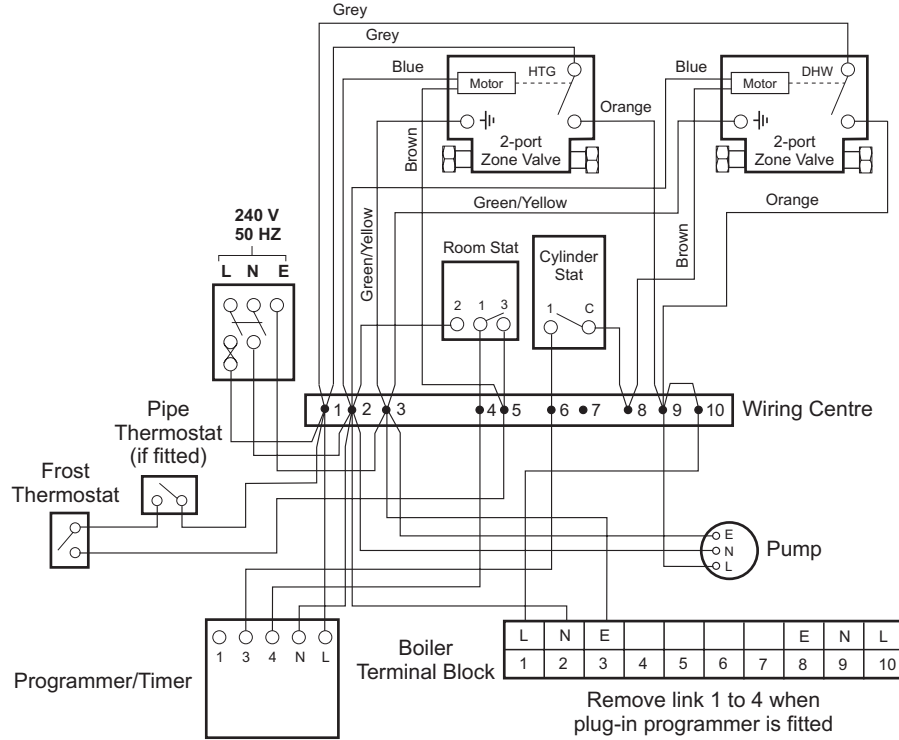 Grey
Grey
Blue
Motor
HTG
Orange
Brown
2-port
Zone Valve
Blue
Motor
DHW
2-port
Zone Valve
Orange
Brown
Green/Yellow
Green/Yellow
240 V
50 HZ
L N E
Room Stat
2 1 3
Cylinder
Stat
1 C
1 2 3 4 5 6 7 8 9 10
Wiring Centre
Pipe
Thermostat
(if fitted)
Frost
Thermostat
E
N
L
Pump
1 3 4 N L
Programmer/Timer
Boiler
Terminal Block
L N E E N L
1 2 3 4 5 6 7 8 9 10
Remove link 1 to 4 when
plug-in programmer is fitted